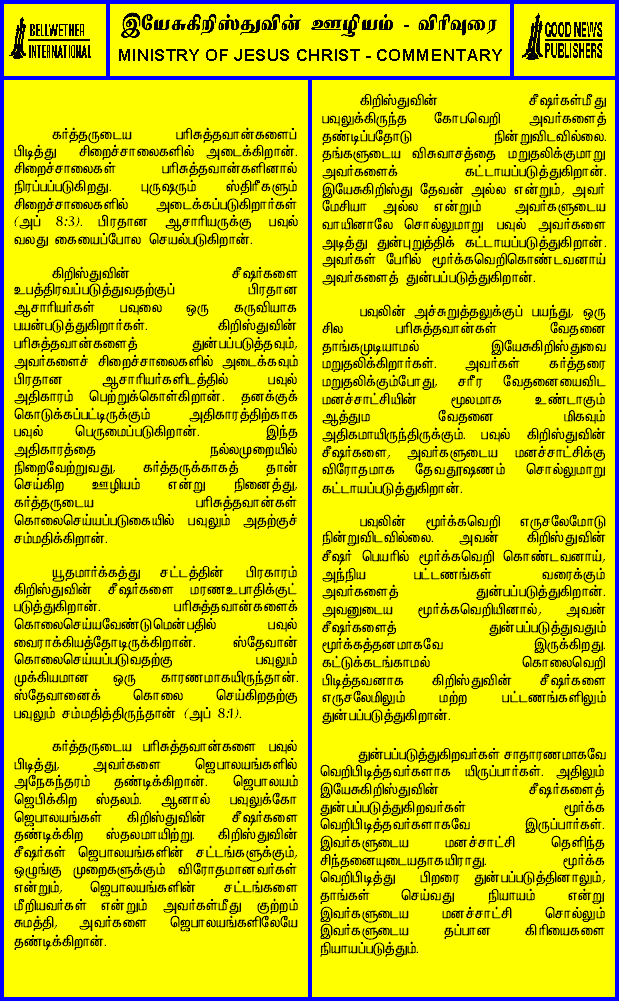 BELLWETHER
INTERNATIONAL
இயேசுகிறிஸ்துவின் ஊழியம் - விரிவுரை
MINISTRY OF JESUS CHRIST - COMMENTARY
GOOD NEWS
PUBLISHERS
கர்த்தருடைய பரிசுத்தவான்களைப்
பிடித்து சிறைச்சாலைகளில் அடைக்கிறான்.
சிறைச்சாலைகள் பரிசுத்தவான்களினால்
நிரப்பப்படுகிறது. புருஷரும் ஸ்திரீகளும்
சிறைச்சாலைகளில் அடைக்கப்படுகிறார்கள்
(அப் 8:3). பிரதான ஆசாரியருக்கு பவுல்
வலது கையைப்போல செயல்படுகிறான்.
கிறிஸ்துவின் சீஷர்களை
உபத்திரவப்படுத்துவதற்குப் பிரதான
ஆசாரியர்கள் பவுலை ஒரு கருவியாக
பயன்படுத்துகிறார்கள். கிறிஸ்துவின்
பரிசுத்தவான்களைத் துன்பப்படுத்தவும்,
அவர்களைச் சிறைச்சாலைகளில் அடைக்கவும்
பிரதான ஆசாரியர்களிடத்தில் பவுல்
அதிகாரம் பெற்றுக்கொள்கிறான். தனக்குக்
கொடுக்கப்பட்டிருக்கும் அதிகாரத்திற்காக
பவுல் பெருமைப்படுகிறான். இந்த
அதிகாரத்தை நல்லமுறையில்
நிறைவேற்றுவது, கர்த்தருக்காகத் தான்
செய்கிற ஊழியம் என்று நினைத்து,
கர்த்தருடைய பரிசுத்தவான்கள்
கொலைசெய்யப்படுகையில் பவுலும் அதற்குச்
சம்மதிக்கிறான்.
யூதமார்க்கத்து சட்டத்தின் பிரகாரம்
கிறிஸ்துவின் சீஷர்களை மரணஉபாதிக்குட்
படுத்துகிறான். பரிசுத்தவான்களைக்
கொலைசெய்யவேண்டுமென்பதில் பவுல்
வைராக்கியத்தோடிருக்கிறான். ஸ்தேவான்
கொலைசெய்யப்படுவதற்கு பவுலும்
முக்கியமான ஒரு காரணமாகயிருந்தான்.
ஸ்தேவானைக் கொலை செய்கிறதற்கு
பவுலும் சம்மதித்திருந்தான் (அப் 8:1).
கர்த்தருடைய பரிசுத்தவான்களை பவுல்
பிடித்து, அவர்களை ஜெபாலயங்களில்
அநேகந்தரம் தண்டிக்கிறான். ஜெபாலயம்
ஜெபிக்கிற ஸ்தலம். ஆனால் பவுலுக்கோ
ஜெபாலயங்கள் கிறிஸ்துவின் சீஷர்களை
தண்டிக்கிற ஸ்தலமாயிற்று. கிறிஸ்துவின்
சீஷர்கள் ஜெபாலயங்களின் சட்டங்களுக்கும்,
ஒழுங்கு முறைகளுக்கும் விரோதமானவர்கள்
என்றும், ஜெபாலயங்களின் சட்டங்களை
மீறியவர்கள் என்றும் அவர்கள்மீது குற்றம்
சுமத்தி, அவர்களை ஜெபாலயங்களிலேயே
தண்டிக்கிறான்.
கிறிஸ்துவின் சீஷர்கள்மீது
பவுலுக்கிருந்த கோபவெறி அவர்களைத்
தண்டிப்பதோடு நின்றுவிடவில்லை.
தங்களுடைய விசுவாசத்தை மறுதலிக்குமாறு
அவர்களைக் கட்டாயப்படுத்துகிறான்.
இயேசுகிறிஸ்து தேவன் அல்ல என்றும், அவர்
மேசியா அல்ல என்றும் அவர்களுடைய
வாயினாலே சொல்லுமாறு பவுல் அவர்களை
அடித்து துன்புறுத்திக் கட்டாயப்படுத்துகிறான்.
அவர்கள் பேரில் மூர்க்கவெறிகொண்டவனாய்
அவர்களைத் துன்பப்படுத்துகிறான்.
பவுலின் அச்சுறுத்தலுக்குப் பயந்து, ஒரு
சில பரிசுத்தவான்கள் வேதனை
தாங்கமுடியாமல் இயேசுகிறிஸ்துவை
மறுதலிக்கிறார்கள். அவர்கள் கர்த்தரை
மறுதலிக்கும்போது, சரீர வேதனையைவிட
மனச்சாட்சியின் மூலமாக உண்டாகும்
ஆத்தும வேதனை மிகவும்
அதிகமாயிருந்திருக்கும். பவுல் கிறிஸ்துவின்
சீஷர்களை, அவர்களுடைய மனச்சாட்சிக்கு
விரோதமாக தேவதூஷணம் சொல்லுமாறு
கட்டாயப்படுத்துகிறான்.
பவுலின் மூர்க்கவெறி எருசலேமோடு
நின்றுவிடவில்லை. அவன் கிறிஸ்துவின்
சீஷர் பெயரில் மூர்க்கவெறி கொண்டவனாய்,
அந்நிய பட்டணங்கள் வரைக்கும்
அவர்களைத் துன்பப்படுத்துகிறான்.
அவனுடைய மூர்க்கவெறியினால், அவன்
சீஷர்களைத் துன்பப்படுத்துவதும்
மூர்க்கத்தனமாகவே இருக்கிறது.
கட்டுக்கடங்காமல் கொலைவெறி
பிடித்தவனாக கிறிஸ்துவின் சீஷர்களை
எருசலேமிலும் மற்ற பட்டணங்களிலும்
துன்பப்படுத்துகிறான்.
துன்பப்படுத்துகிறவர்கள் சாதாரணமாகவே
வெறிபிடித்தவர்களாக யிருப்பார்கள். அதிலும்
இயேசுகிறிஸ்துவின் சீஷர்களைத்
துன்பப்படுத்துகிறவர்கள் மூர்க்க
வெறிபிடித்தவர்களாகவே இருப்பார்கள்.
இவர்களுடைய மனச்சாட்சி தெளிந்த
சிந்தனையுடையதாகயிராது. மூர்க்க
வெறிபிடித்து பிறரை துன்பப்படுத்தினாலும்,
தாங்கள் செய்வது நியாயம் என்று
இவர்களுடைய மனச்சாட்சி சொல்லும்
இவர்களுடைய தப்பான கிரியைகளை
நியாயப்படுத்தும்.